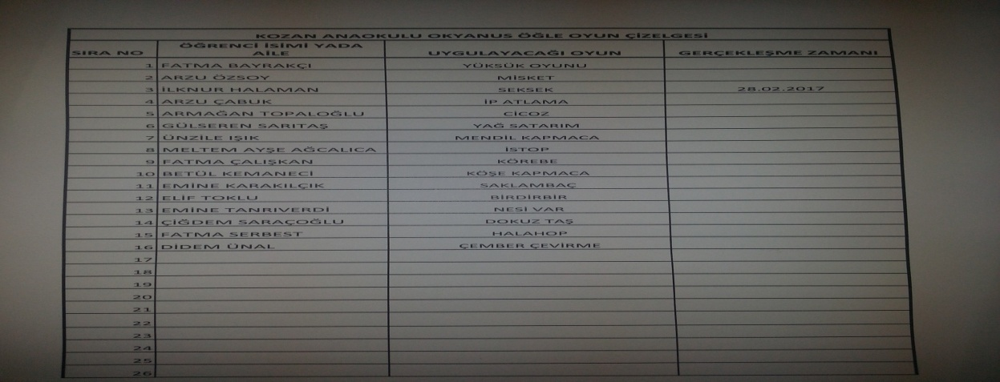 KOZAN ANAOKULU OKYANUS ÖĞLE OYUN ÇİZELGESİ
SIRA NO ÖĞRENCİ İSİMİ YADA AİLE UYGULAYACAĞI OYUN GERÇEKLEŞME ZAMANI
1 FATMA BAYRAKÇI YÜKSÜK OYUNU
2 ARZU ÖZSOY MİSKET
3 İLKNUR HALAMAN SEKSEK 28.02.2017
4 ARZU ÇABUK İP ATLAMA
5 ARMAĞAN TOPALOĞLU CİCOZ
6 GÜLSEREN SARITAŞ YAĞ SATARIM
7 ÜNZİLE IŞIK MENDİL KAPMACA
8 MELTEM AYŞE AĞCALICA İSTOP
9 FATMA ÇALIŞKAN KÖREBE
10 BETÜL KEMANECİ KÖŞE KAPMACA
11 EMİNE KARAKILÇIK SAKLAMBAÇ
12 ELİF TOKLU BİRDİRBİR
13 EMİNE TANRIVERDİ NESİ VAR
14 ÇİĞDEM SARAÇOĞLU DOKUZ TAŞ
15 FATMA SERBEST HALAHOP
16 DİDEM ÜNAL ÇEMBER ÇEVİRME
17
18
19
20
21
22
23
24
25
26